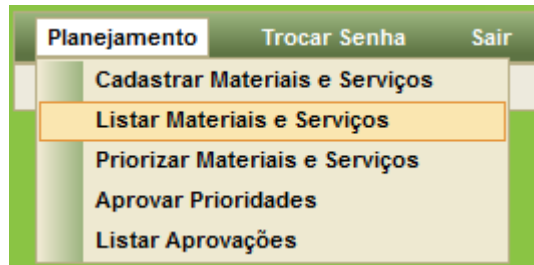 Planejamento Trocar Senha Sair
Cadastrar Materiais e Serviços
Listar Materiais e Serviços
Priorizar Materiais e Serviços
Aprovar Prioridades
Listar Aprovações